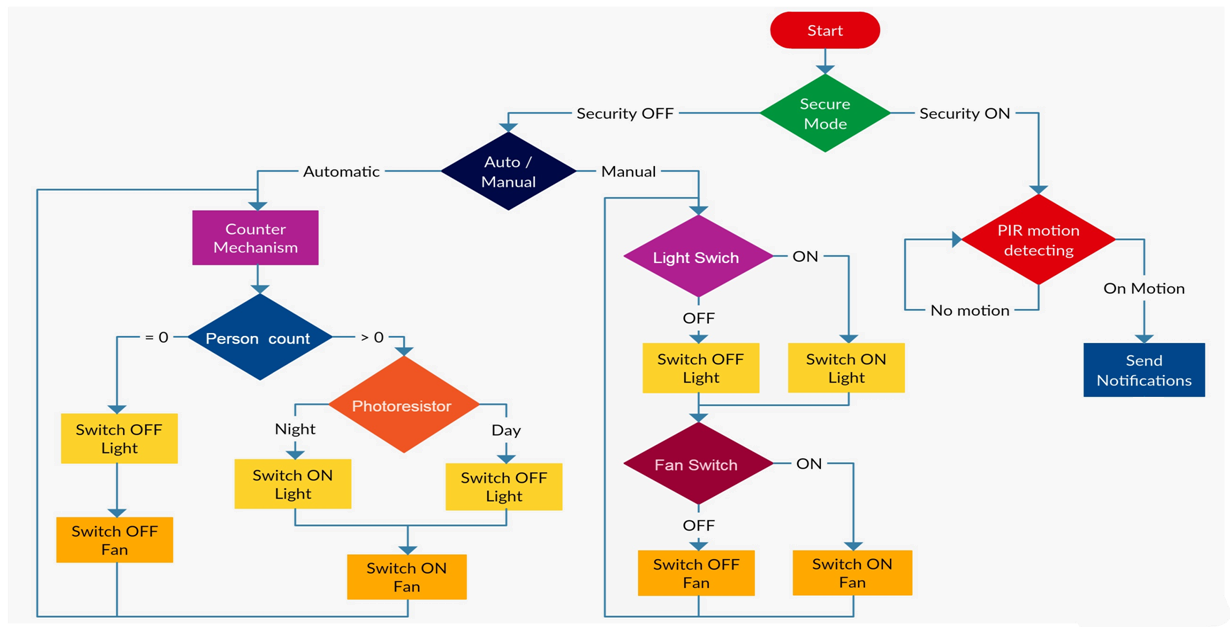 Start
Secure
Mode
Security OFF
Security ON
Auto /
Manual
Automatic
Manual
Counter
Mechanism
Person count
= 0
> 0
Switch OFF
Light
Switch OFF
Fan
Photoresistor
Night
Day
Switch ON
Light
Switch OFF
Light
Switch ON
Fan
Light Swich
ON
OFF
Switch OFF
Light
Switch ON
Light
Fan Switch
ON
OFF
Switch OFF
Fan
Switch ON
Fan
PIR motion
detecting
No motion
On Motion
Send
Notifications